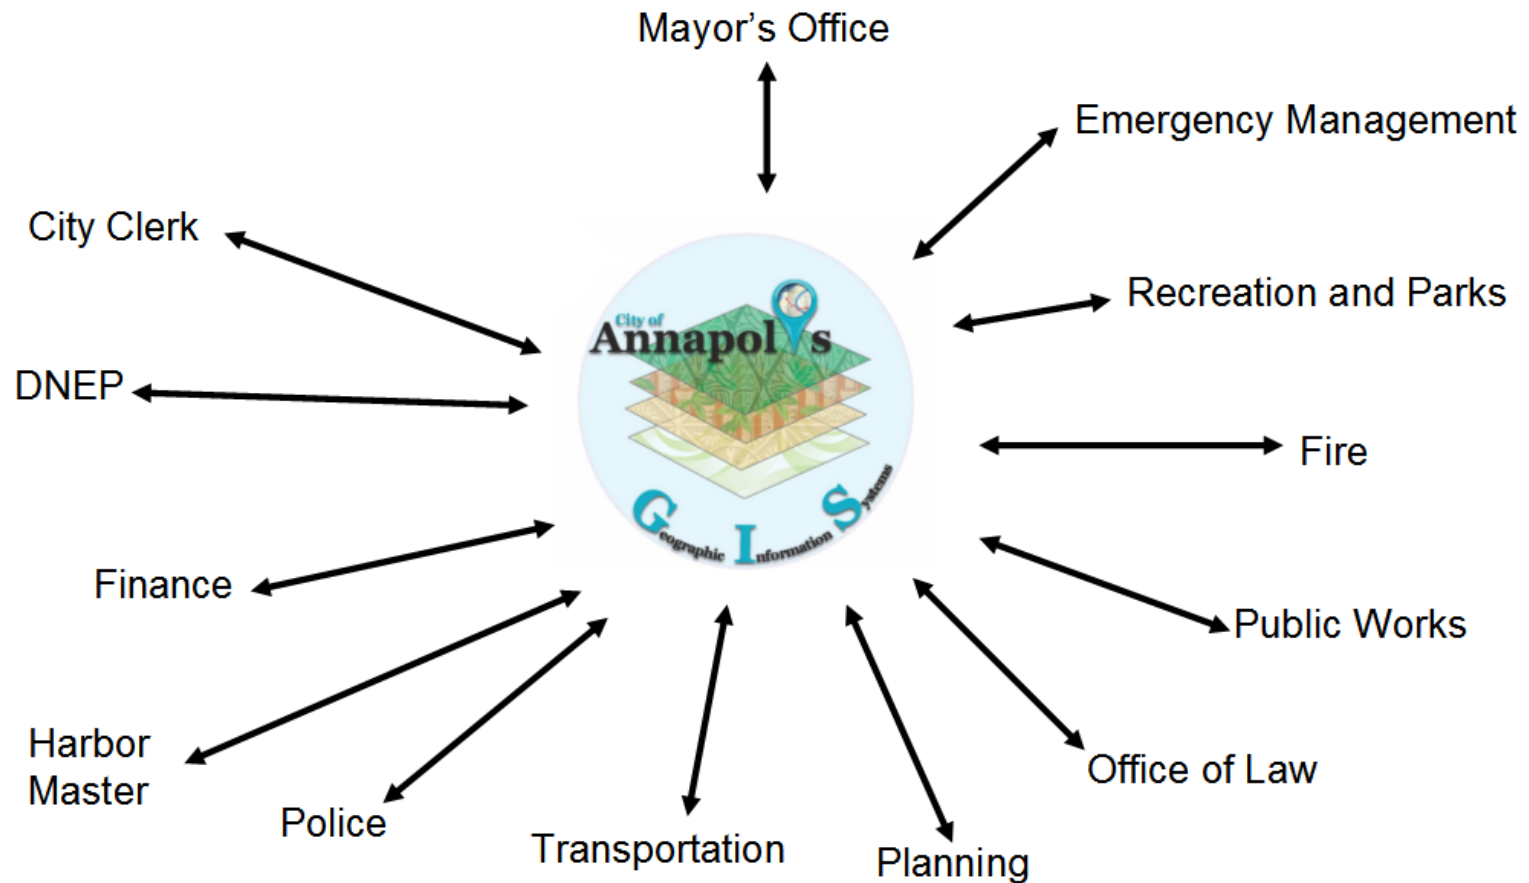 Mayor's Office
Emergency Management
City Clerk
Recreation and Parks
City of
Annapolis
DNEP
Fire
Geographic Information Systems
Finance
Public Works
Harbor
Master
Office of Law
Police
Transportation
Planning